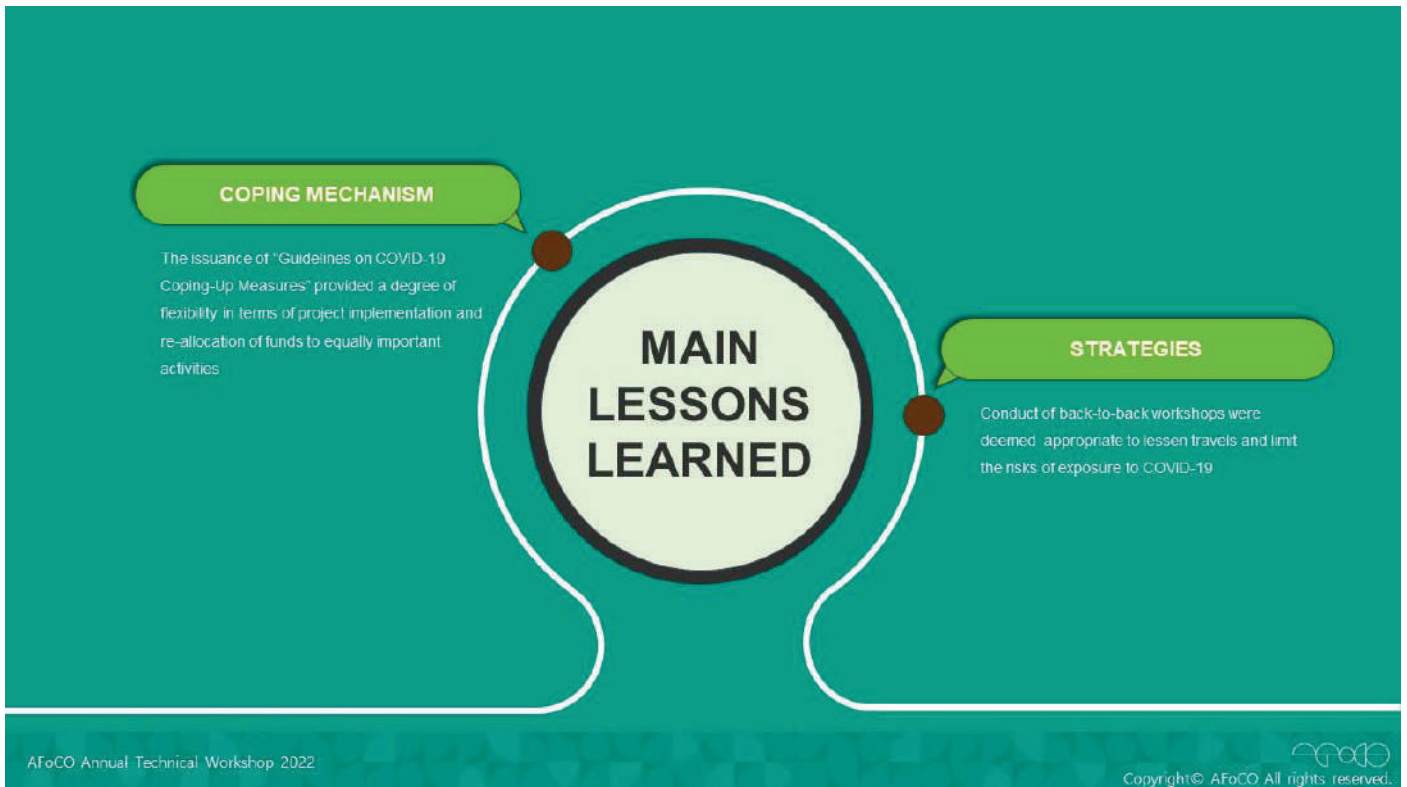 COPING MECHANISM
The issuance of "Guidelines on COVID-19
Coping-Up Measures" provided a degree of
flexibility in terms of project implementation and
re-allocation of funds to equally important
activities
MAIN
LESSONS
LEARNED
STRATEGIES
Conduct of back-to-back workshops were
deemed appropriate to lessen travels and limit
the risks of exposure to COVID-19
AFoCO Annual Technical Workshop 2022
AFoCO
Copyright© AFoCO All rights reserved.